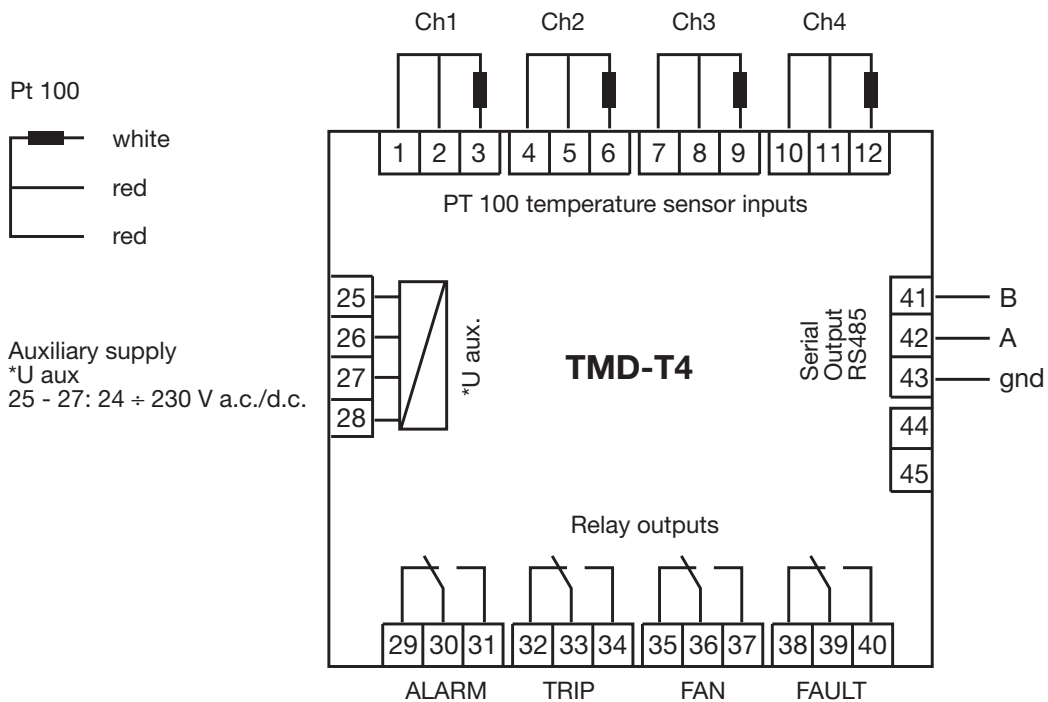 Ch1 Ch2 Ch3 Ch4
Pt 100
white
red
red
1 2 3 4 5 6 7 8 9 10 11 12
PT 100 temperature sensor inputs
Auxiliary supply
*U aux
25 - 27: 24 ÷ 230 V a.c./d.c.
25
26
27
28
*U aux.
TMD-T4
Serial
Output
RS485
41 B
42 A
43 gnd
44
45
Relay outputs
29 30 31 32 33 34 35 36 37 38 39 40
ALARM TRIP FAN FAULT